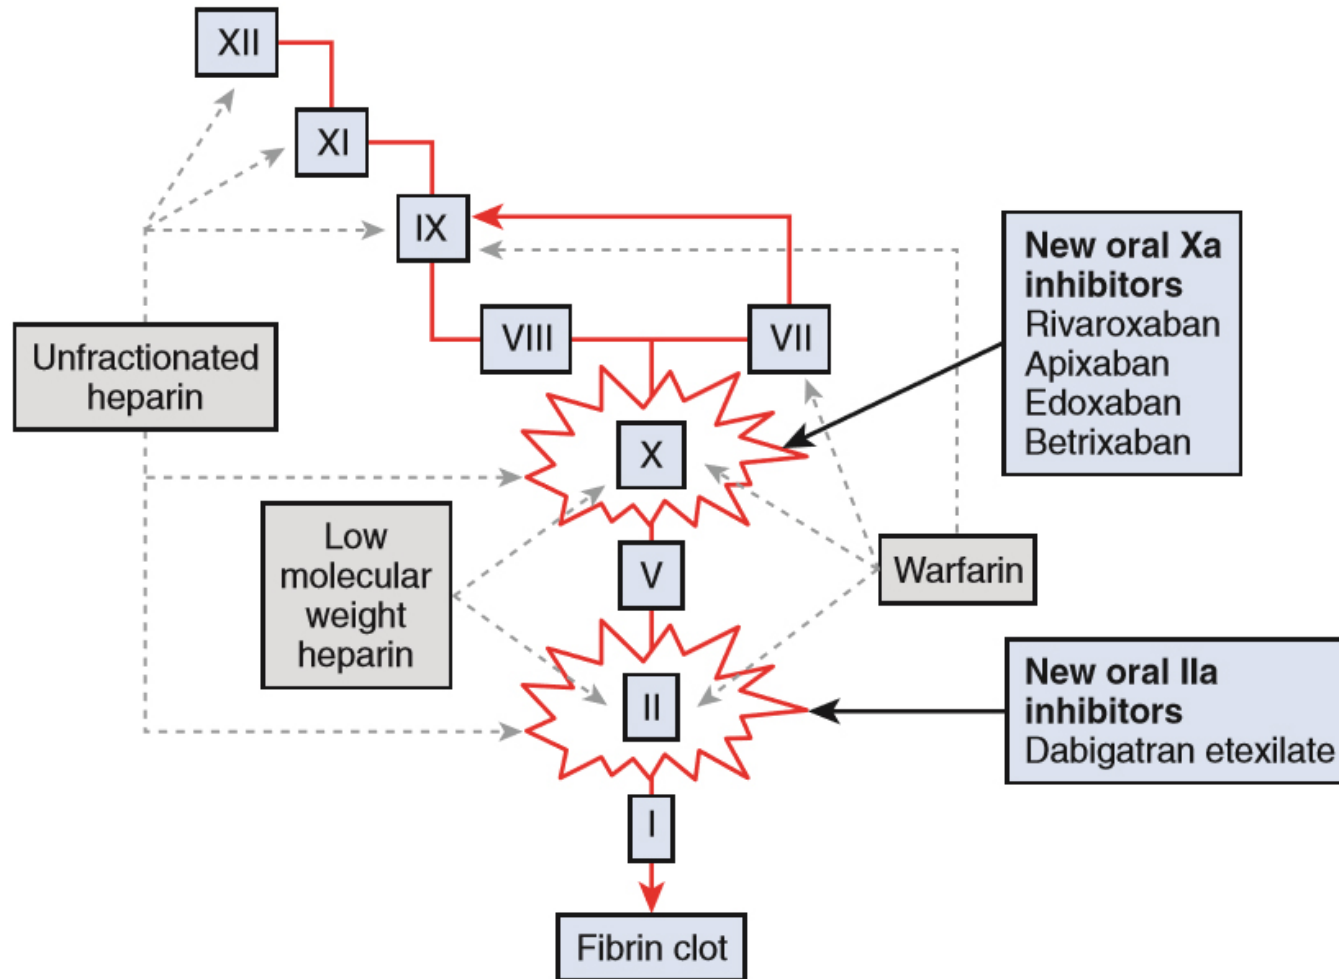 XII
XI
IX
VIII
VII
Unfractionated
heparin
New oral Xa
inhibitors
Rivaroxaban
Apixaban
Edoxaban
Betrixaban
X
Low
molecular
weight
heparin
V
Warfarin
II
New oral IIa
inhibitors
Dabigatran etexilate
I
Fibrin clot